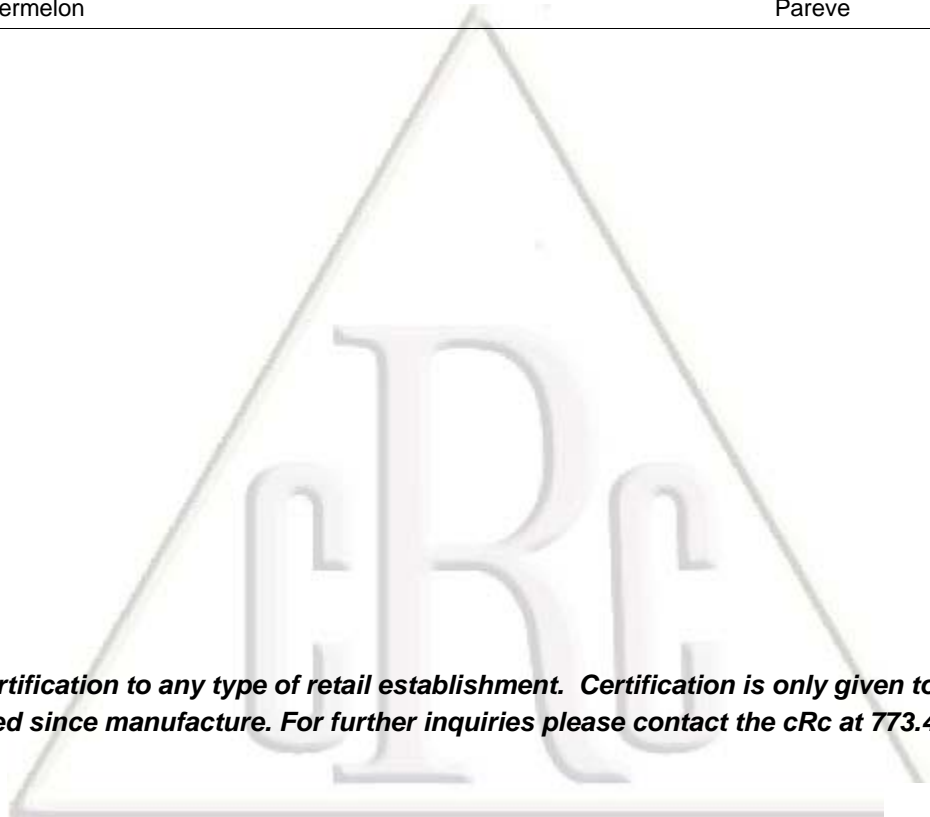 ermelon Pareve
cRc
rtification to any type of retail establishment. Certification is only given to
ed since manufacture. For further inquiries please contact the cRc at 773.4